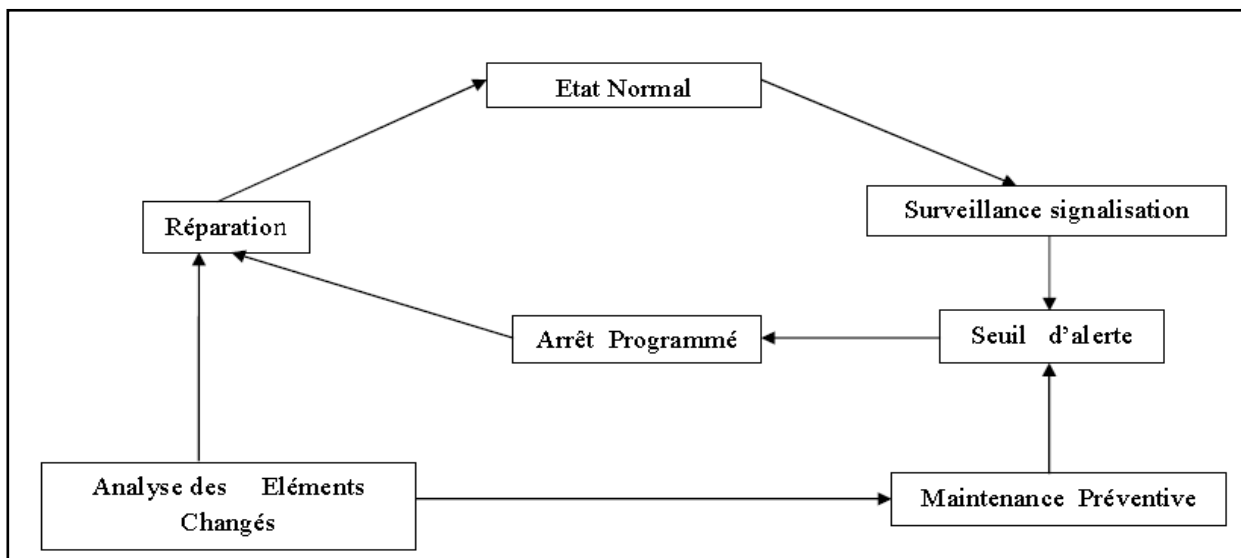 Etat Normal
Surveillance signalisation
Réparation
Arrêt Programmé
Seuil d’alerte
Analyse des Eléments
Changés
Maintenance Préventive